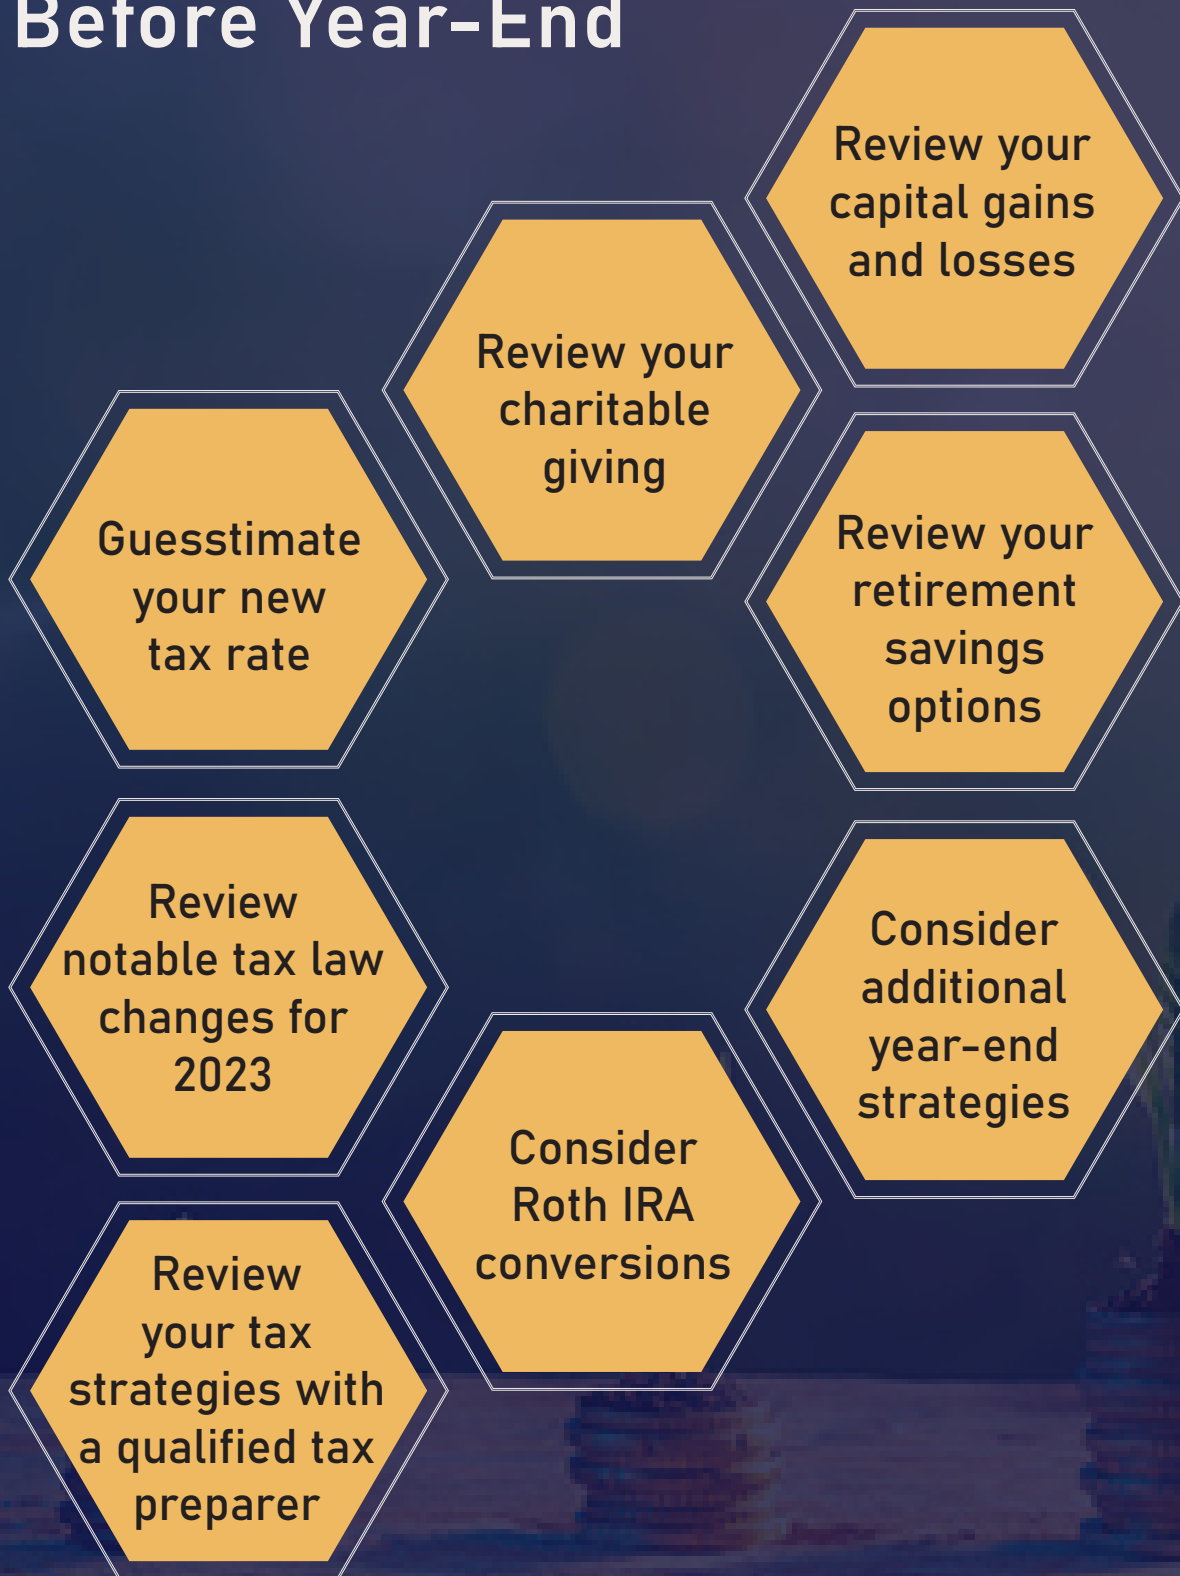 Before Year-End
Review your
capital gains
and losses
Review your
charitable
giving
Guesstimate
your new
tax rate
Review your
retirement
savings
options
Review
notable tax law
changes for
2023
Consider
additional
year-end
strategies
Consider
Roth IRA
conversions
Review
your tax
strategies with
a qualified tax
preparer